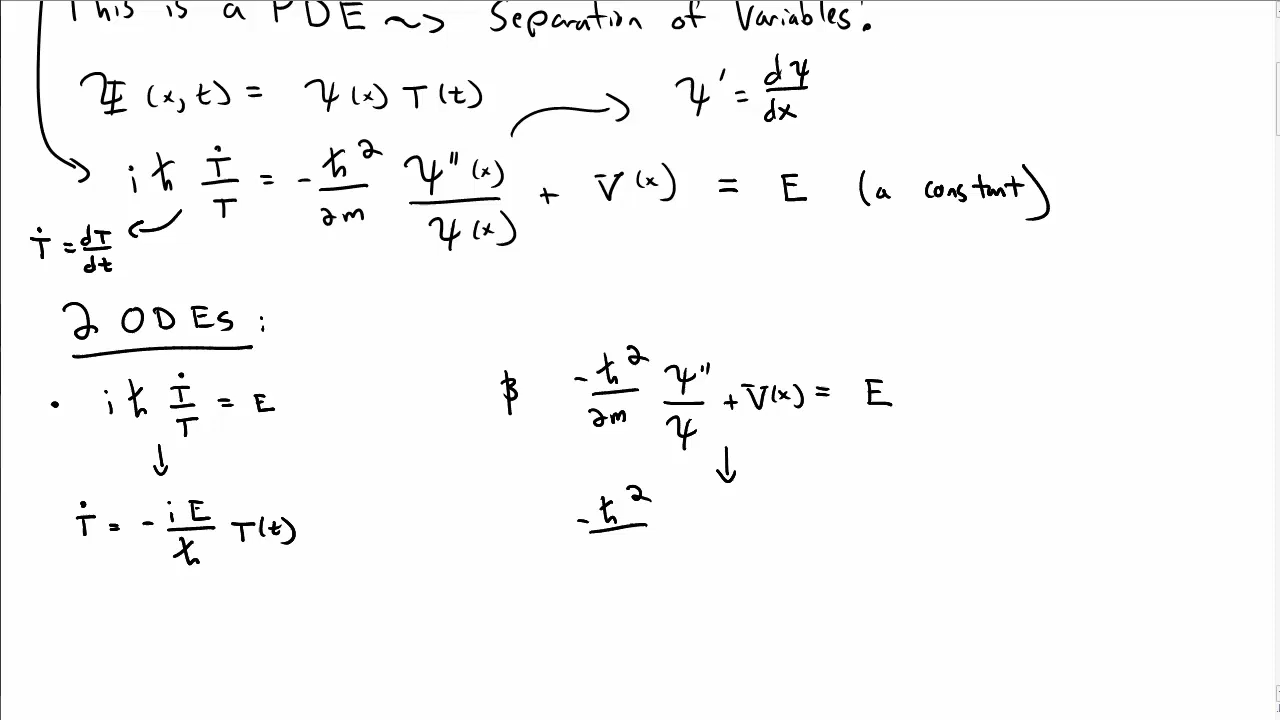 This is a PDE ~> Separation of Variables.
Ψ(x,t) = ψ(x) T(t)
ψ' = dψ/dx
iħ Ṫ/T = -ħ²/2m ψ''(x)/ψ(x) + V(x) = E (a constant)
Ṫ = dT/dt
2 ODEs:
• iħ Ṫ/T = E
-ħ²/2m ψ''/ψ + V(x) = E
Ṫ = -iE/ħ T(t)
-ħ²